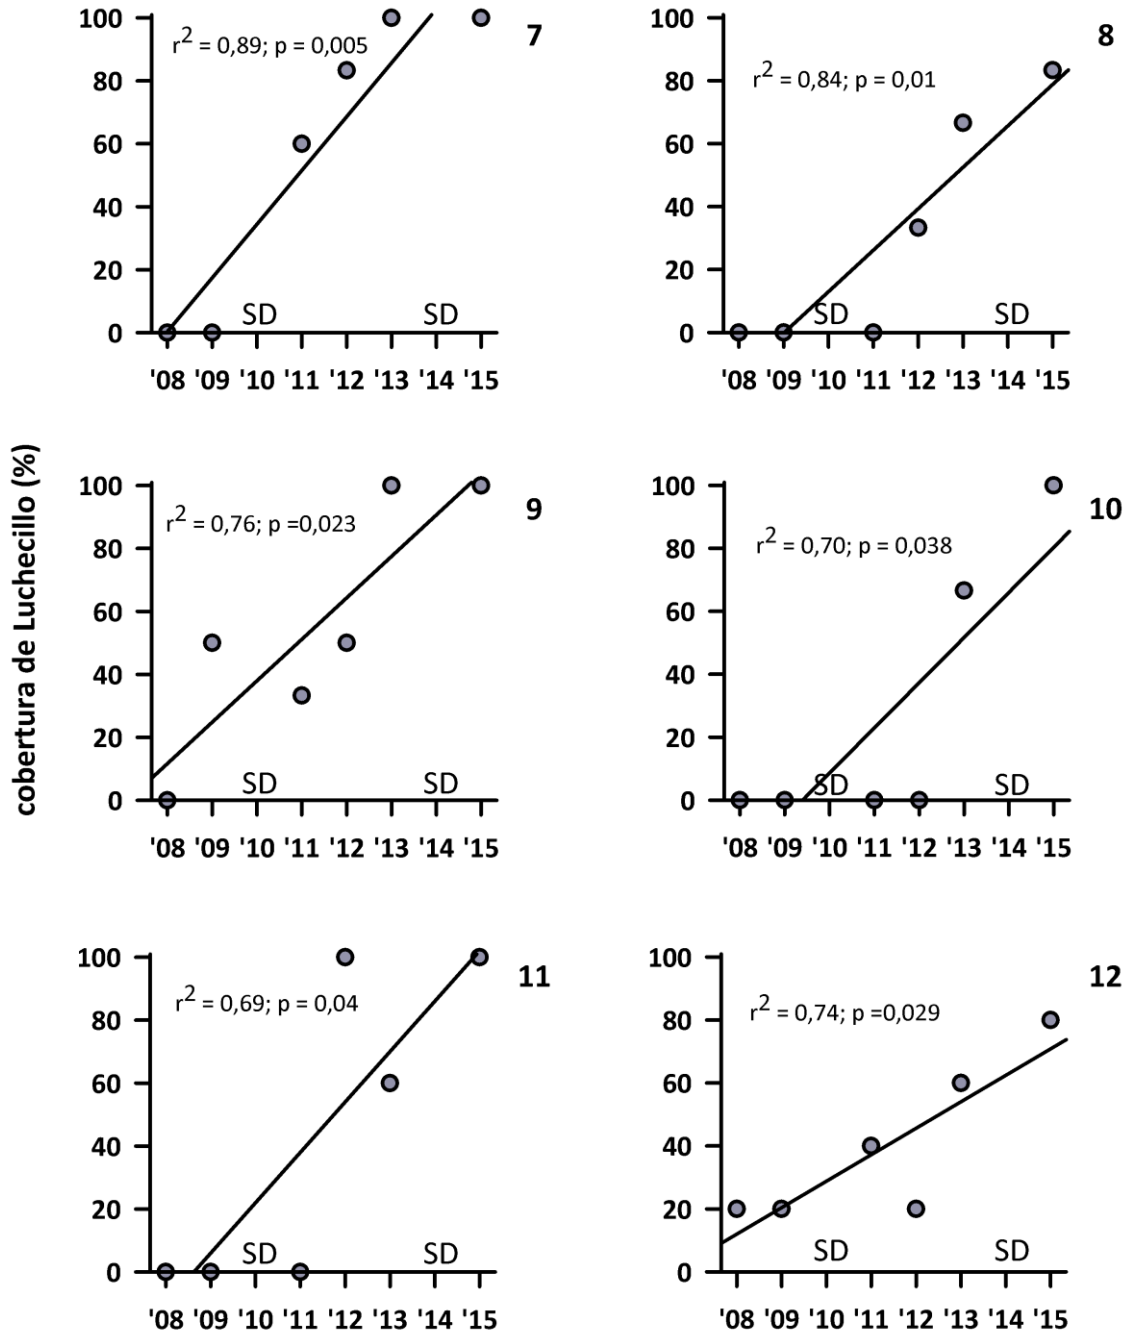 cobertura de Luchecillo (%)
7
r2 = 0,89; p = 0,005
100
80
60
40
20
0
SD SD
'08 '09 '10 '11 '12 '13 '14 '15
8
r2 = 0,84; p = 0,01
100
80
60
40
20
0
SD SD
'08 '09 '10 '11 '12 '13 '14 '15
9
r2 = 0,76; p =0,023
100
80
60
40
20
0
SD SD
'08 '09 '10 '11 '12 '13 '14 '15
10
r2 = 0,70; p = 0,038
100
80
60
40
20
0
SD SD
'08 '09 '10 '11 '12 '13 '14 '15
11
r2 = 0,69; p = 0,04
100
80
60
40
20
0
SD SD
'08 '09 '10 '11 '12 '13 '14 '15
12
r2 = 0,74; p =0,029
100
80
60
40
20
0
SD SD
'08 '09 '10 '11 '12 '13 '14 '15